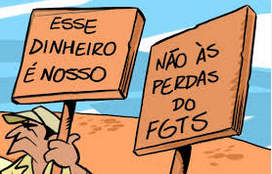 ESSE
DINHEIRO
É NOSSO
NÃO ÀS
PERDAS
DO
FGTS